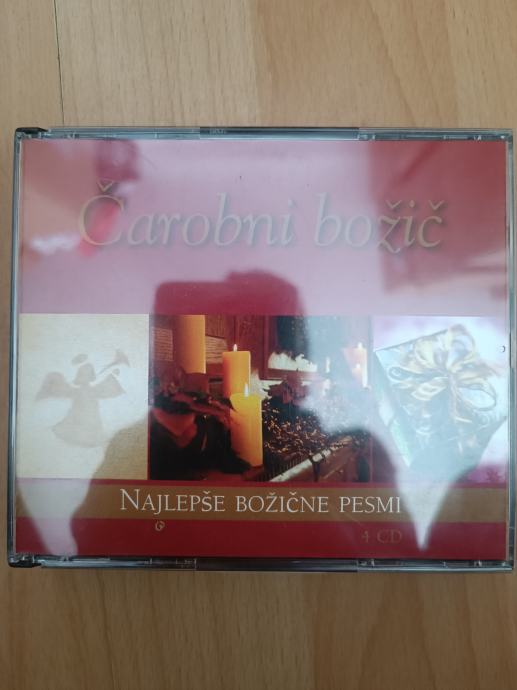 Čarobni božič
NAJLEPŠE BOŽIČNE PESMI
4 CD